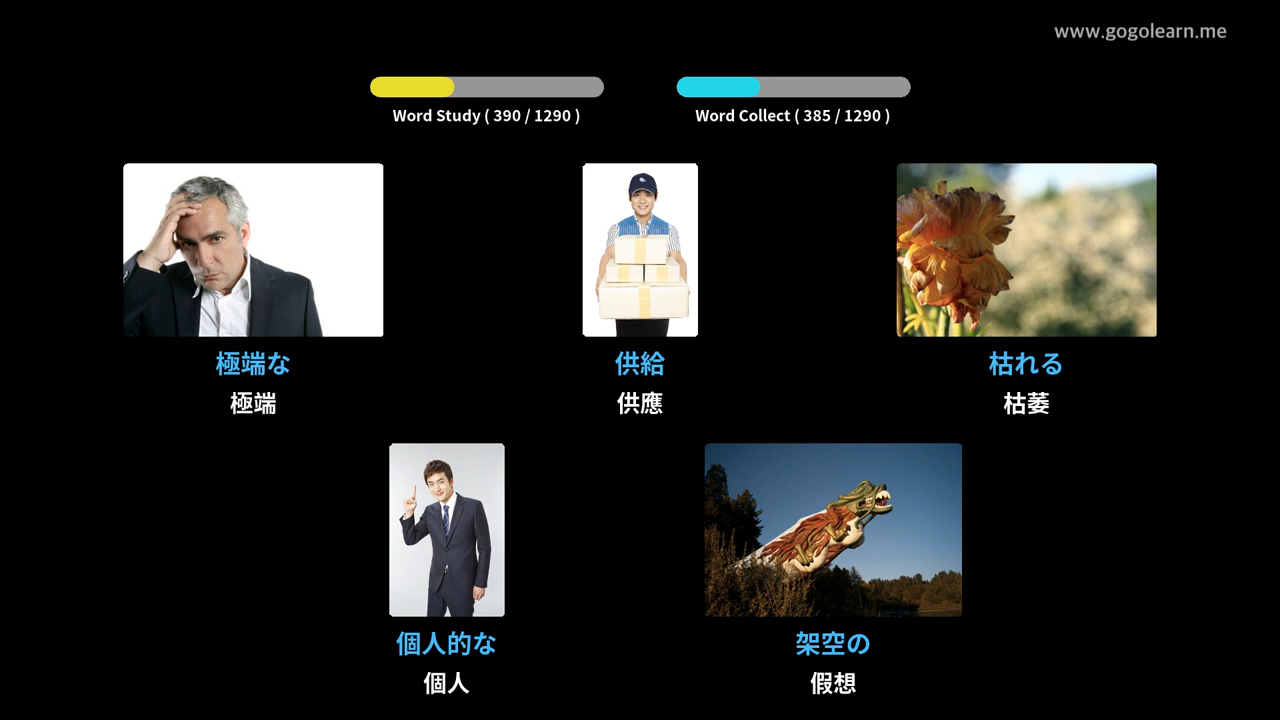 www.gogolearn.me
Word Study ( 390 / 1290 )
Word Collect ( 385 / 1290 )
極端な
極端
供給
供應
枯れる
枯萎
個人的な
個人
架空の
假想